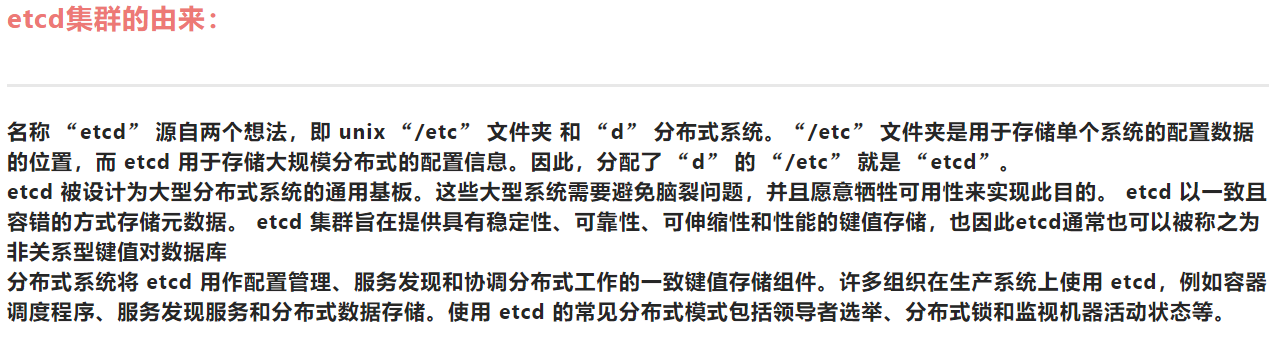 etcd集群的由来：
名称 “etcd” 源自两个想法，即 unix “/etc” 文件夹 和 “d” 分布式系统。“/etc” 文件夹是用于存储单个系统的配置数据
的位置，而 etcd 用于存储大规模分布式的配置信息。因此，分配了 “d” 的 “/etc” 就是 “etcd”。
etcd 被设计为大型分布式系统的通用基板。这些大型系统需要避免脑裂问题，并且愿意牺牲可用性来实现此目的。 etcd 以一致且
容错的方式存储元数据。 etcd 集群旨在提供具有稳定性、可靠性、可伸缩性和性能的键值存储，也因此etcd通常也可以被称之为
非关系型键值对数据库
分布式系统将 etcd 用作配置管理、服务发现和协调分布式工作的一致键值存储组件。许多组织在生产系统上使用 etcd，例如容器
调度程序、服务发现服务和分布式数据存储。使用 etcd 的常见分布式模式包括领导者选举、分布式锁和监视机器活动状态等。